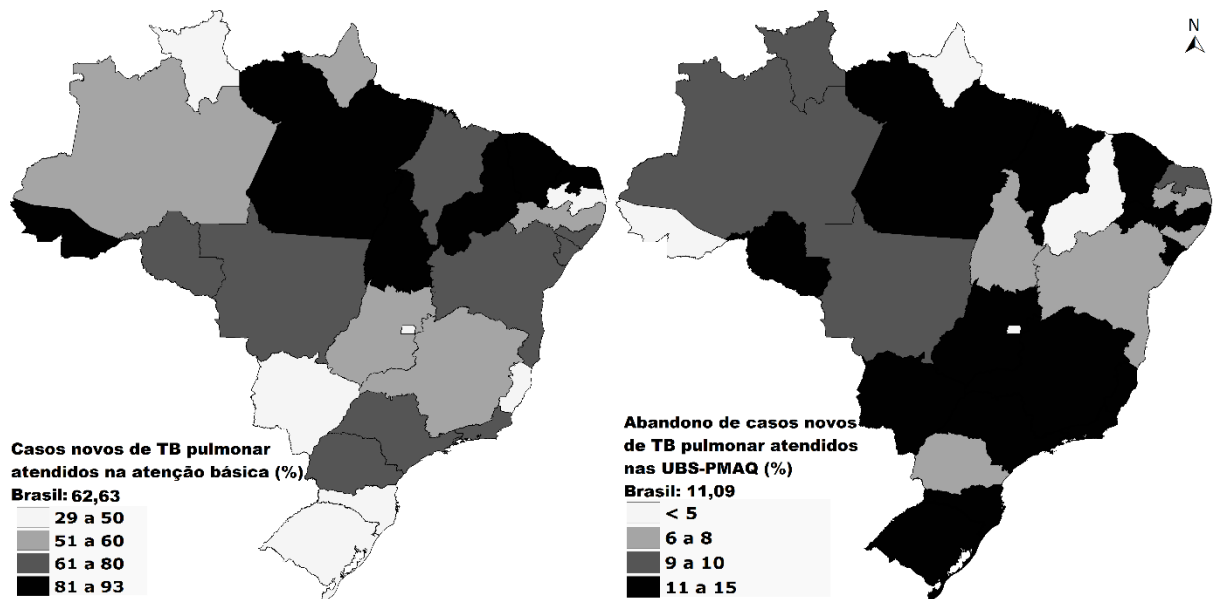 N
Casos novos de TB pulmonar
atendidos na atenção básica (%)
Brasil: 62,63
29 a 50
51 a 60
61 a 80
81 a 93
Abandono de casos novos
de TB pulmonar atendidos
nas UBS-PMAQ (%)
Brasil: 11,09
< 5
6 a 8
9 a 10
11 a 15